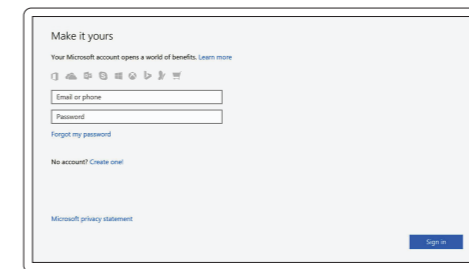 Make it yours
Your Microsoft account opens a world of benefits. Learn more
Email or phone
Password
Forgot my password
No account? Create one!
Microsoft privacy statement
Sign in